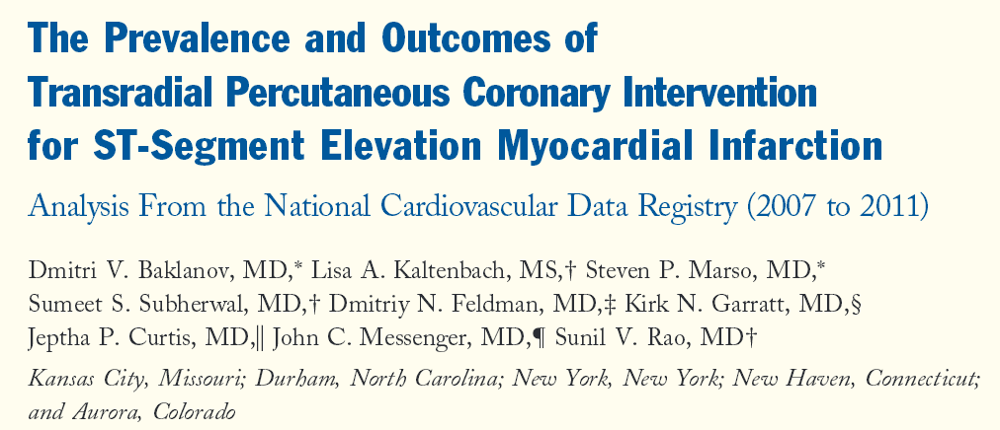 The Prevalence and Outcomes of
Transradial Percutaneous Coronary Intervention
for ST-Segment Elevation Myocardial Infarction
Analysis From the National Cardiovascular Data Registry (2007 to 2011)
Dmitri V. Baklanov, MD,* Lisa A. Kaltenbach, MS,† Steven P. Marso, MD,*
Sumeet S. Subherwal, MD,† Dmitriy N. Feldman, MD,‡ Kirk N. Garratt, MD,§
Jeptha P. Curtis, MD,‖ John C. Messenger, MD,¶ Sunil V. Rao, MD†
Kansas City, Missouri; Durham, North Carolina; New York, New York; New Haven, Connecticut;
and Aurora, Colorado